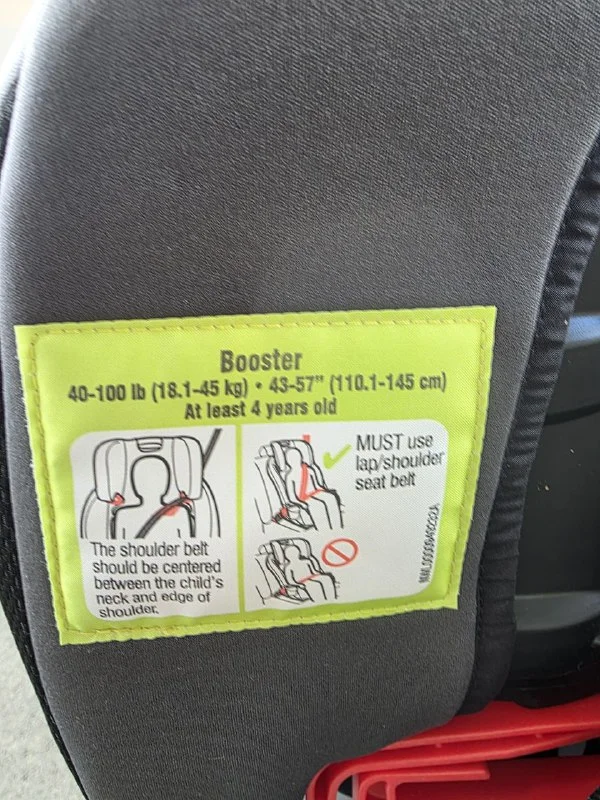 Booster
40-100 lb (18.1-45 kg) • 43-57" (110.1-145 cm)
At least 4 years old
The shoulder belt
should be centered
between the child's
neck and edge of
shoulder.
MUST use
lap/shoulder
seat belt